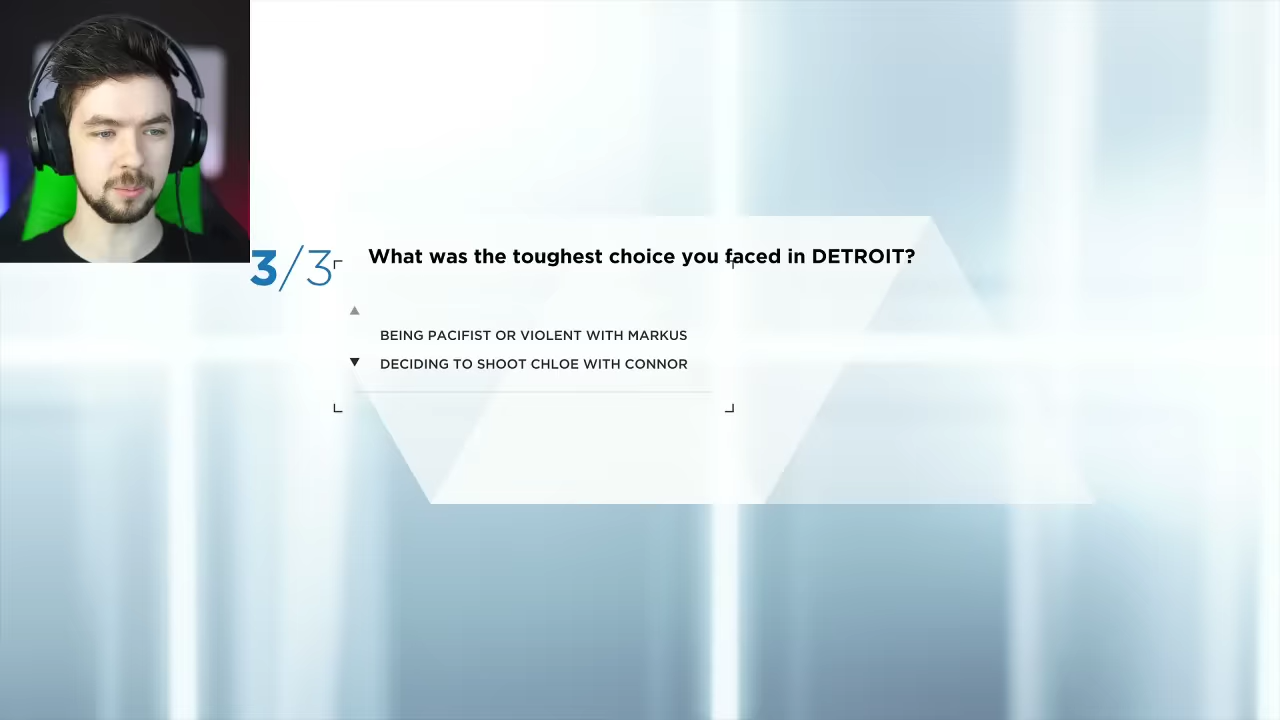 3/3
What was the toughest choice you faced in DETROIT?
BEING PACIFIST OR VIOLENT WITH MARKUS
DECIDING TO SHOOT CHLOE WITH CONNOR